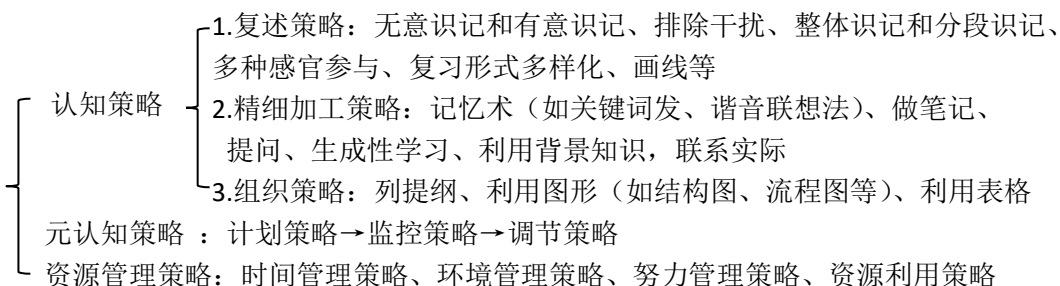 1.复述策略：无意识记和有意识记、排除干扰、整体识记和分段识记、
多种感官参与、复习形式多样化、画线等
认知策略 2.精细加工策略：记忆术（如关键词发、谐音联想法）、做笔记、
提问、生成性学习、利用背景知识，联系实际
3.组织策略：列提纲、利用图形（如结构图、流程图等）、利用表格
元认知策略 ：计划策略→监控策略→调节策略
资源管理策略：时间管理策略、环境管理策略、努力管理策略、资源利用策略